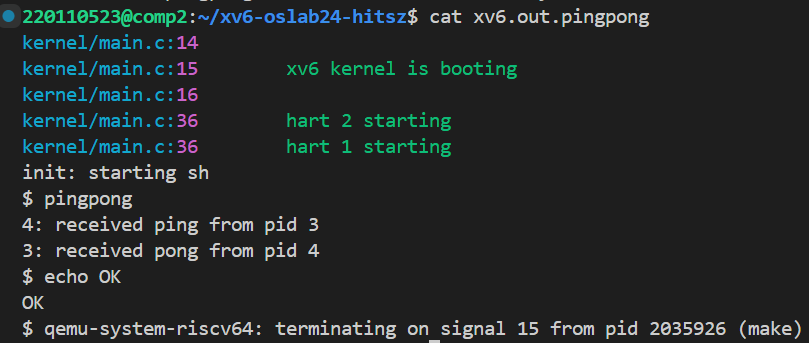 220110523@comp2:~/xv6-oslab24-hitsz$ cat xv6.out.pingpong
kernel/main.c:14
kernel/main.c:15 xv6 kernel is booting
kernel/main.c:16
kernel/main.c:36 hart 2 starting
kernel/main.c:36 hart 1 starting
init: starting sh
$ pingpong
4: received ping from pid 3
3: received pong from pid 4
$ echo OK
OK
$ qemu-system-riscv64: terminating on signal 15 from pid 2035926 (make)